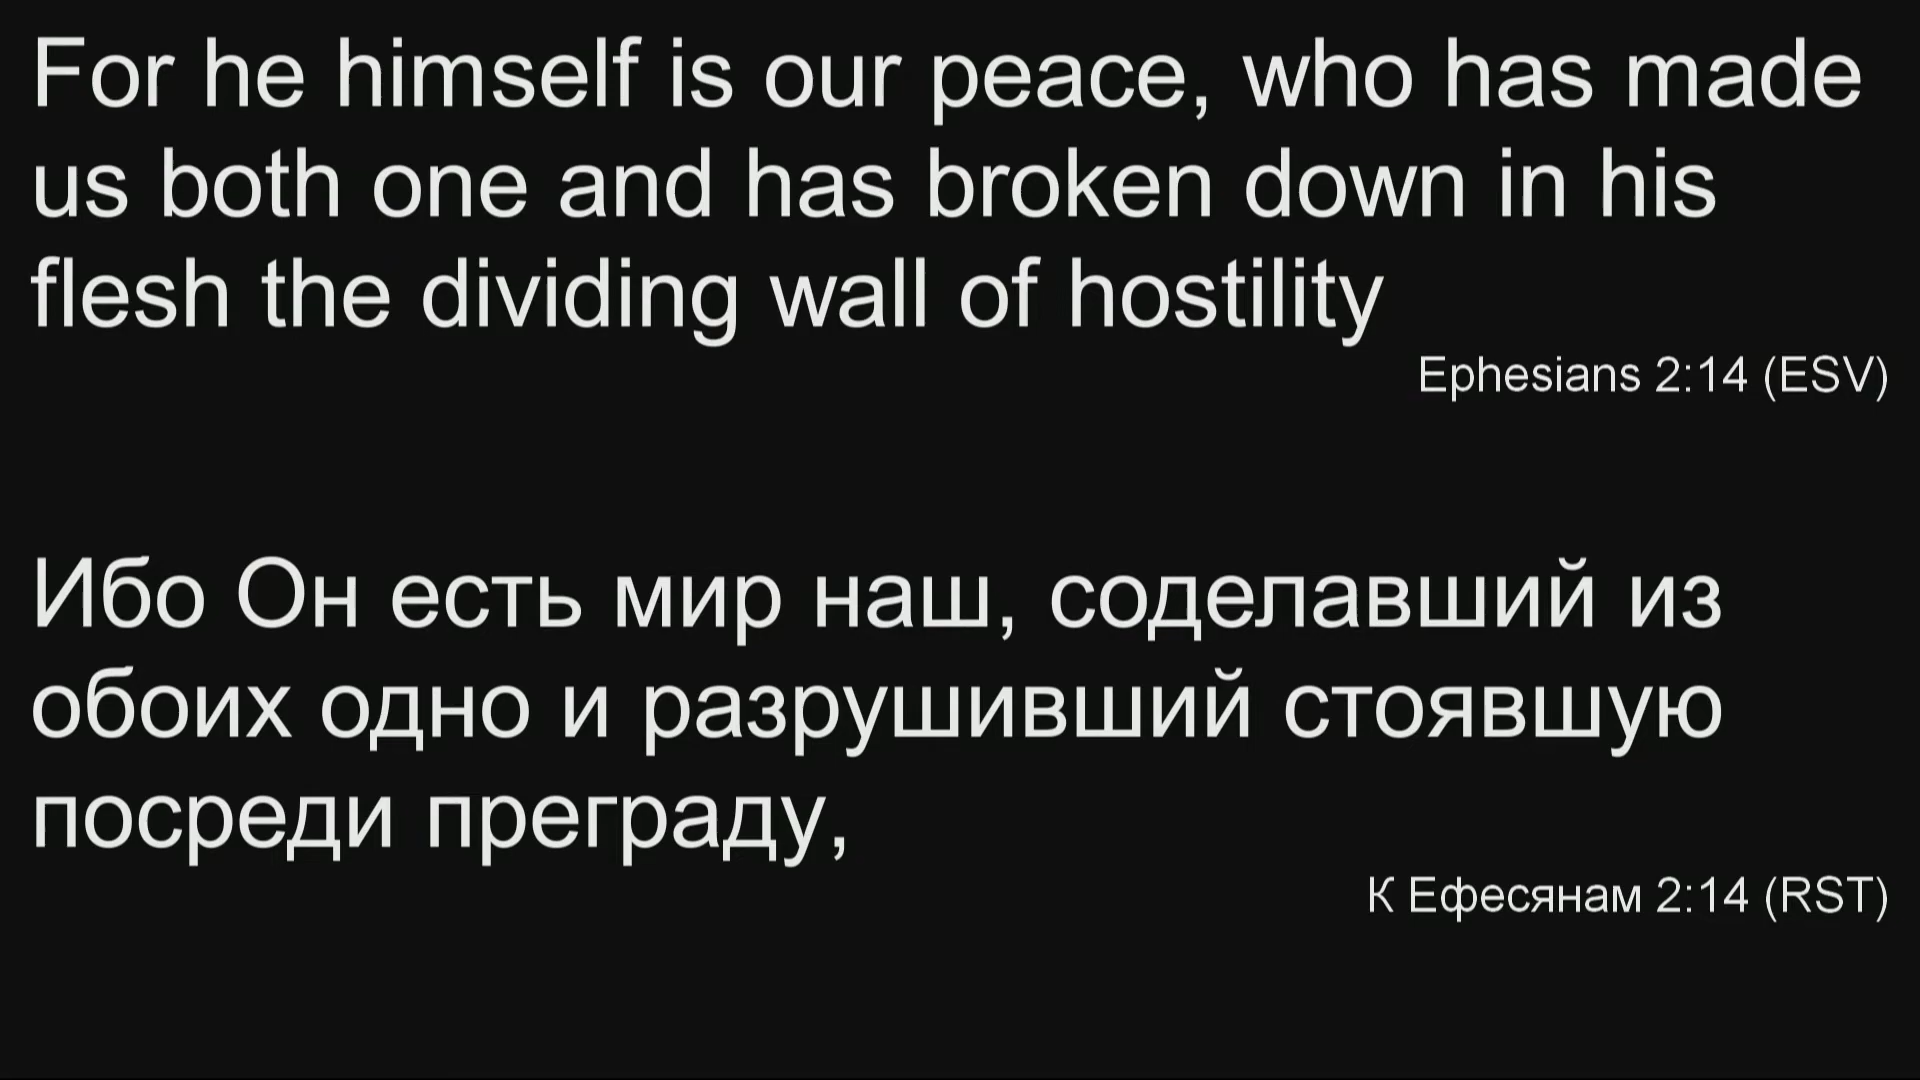 For he himself is our peace, who has made
us both one and has broken down in his
flesh the dividing wall of hostility
Ephesians 2:14 (ESV)
Ибо Он есть мир наш, соделавший из
обоих одно и разрушивший стоявшую
посреди преграду,
К Ефесянам 2:14 (RST)